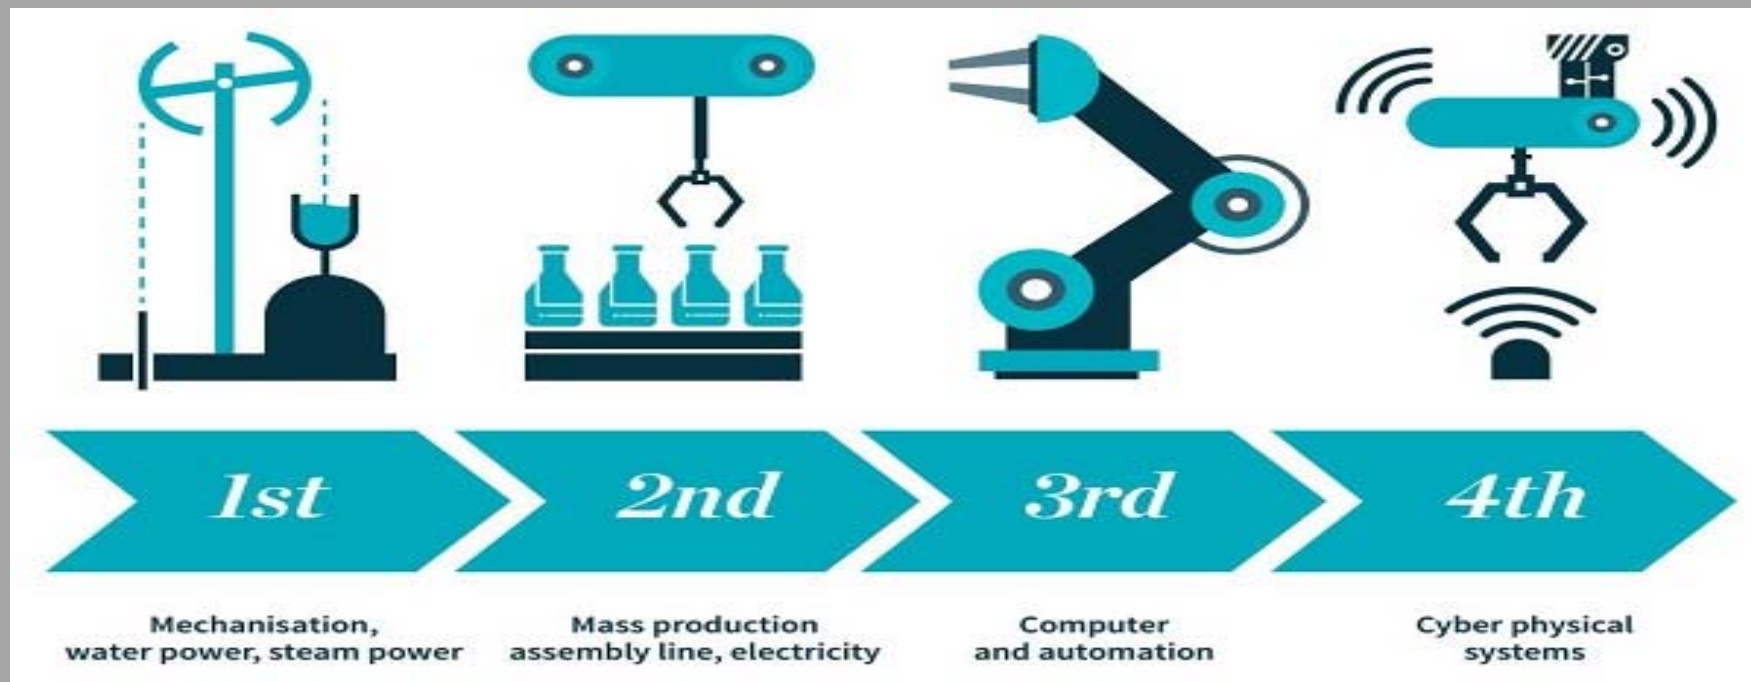 1st
2nd
3rd
4th
Mechanisation,
water power, steam power
Mass production
assembly line, electricity
Computer
and automation
Cyber physical
systems